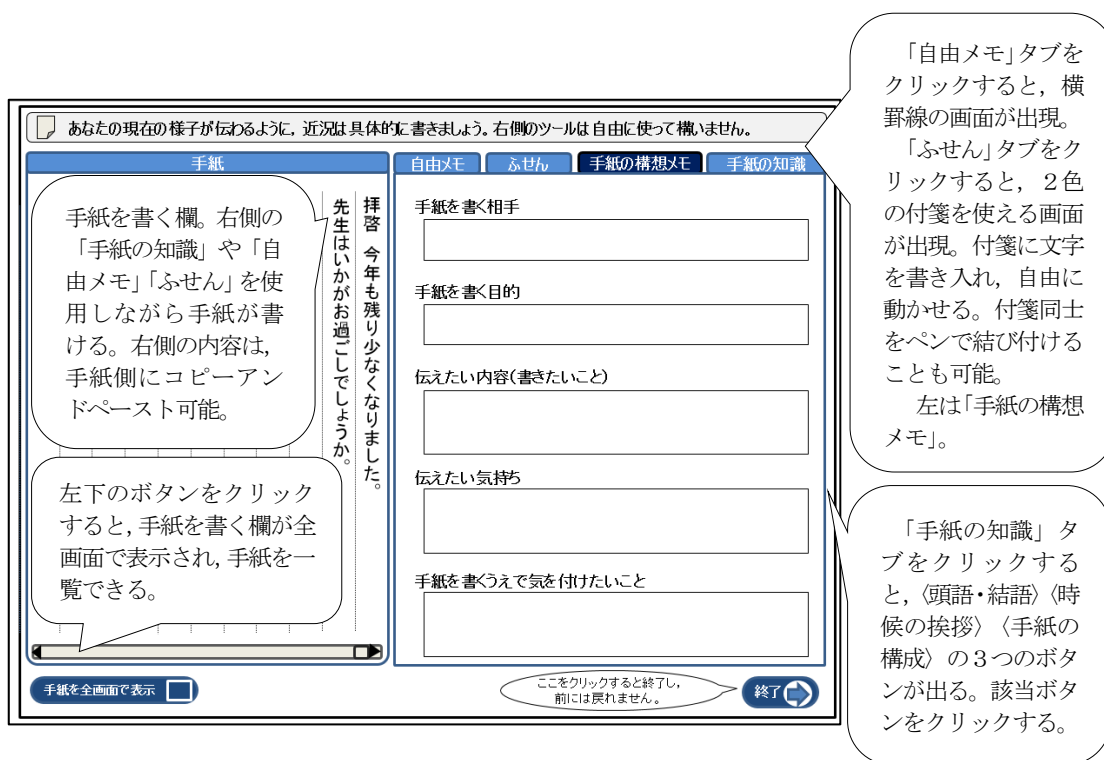 あなたの現在の様子が伝わるように，近況は具体的に書きましょう。右側のツールは自由に使って構いません。
手紙
拝啓　今年も残り少なくなりました。
先生はいかがお過ごしでしょうか。
手紙を書く欄。右側の
「手紙の知識」や「自
由メモ」「ふせん」を使
用しながら手紙が書
ける。右側の内容は，
手紙側にコピーアン
ドペースト可能。
左下のボタンをクリック
すると，手紙を書く欄が全
画面で表示され，手紙を一
覧できる。
手紙を全画面で表示
自由メモ
ふせん
手紙の構想メモ
手紙の知識
手紙を書く相手
手紙を書く目的
伝えたい内容（書きたいこと）
伝えたい気持ち
手紙を書くうえで気を付けたいこと
ここをクリックすると終了し，
前には戻れません。
終了
「自由メモ」タブを
クリックすると，横
罫線の画面が出現。
「ふせん」タブをク
リックすると，２色
の付箋を使える画面
が出現。付箋に文字
を書き入れ，自由に
動かせる。付箋同士
をペンで結び付ける
ことも可能。
左は「手紙の構想
メモ」。
「手紙の知識」タ
ブをクリックする
と，〈頭語・結語〉〈時
候の挨拶〉〈手紙の
構成〉の３つのボタ
ンが出る。該当ボタ
ンをクリックする。